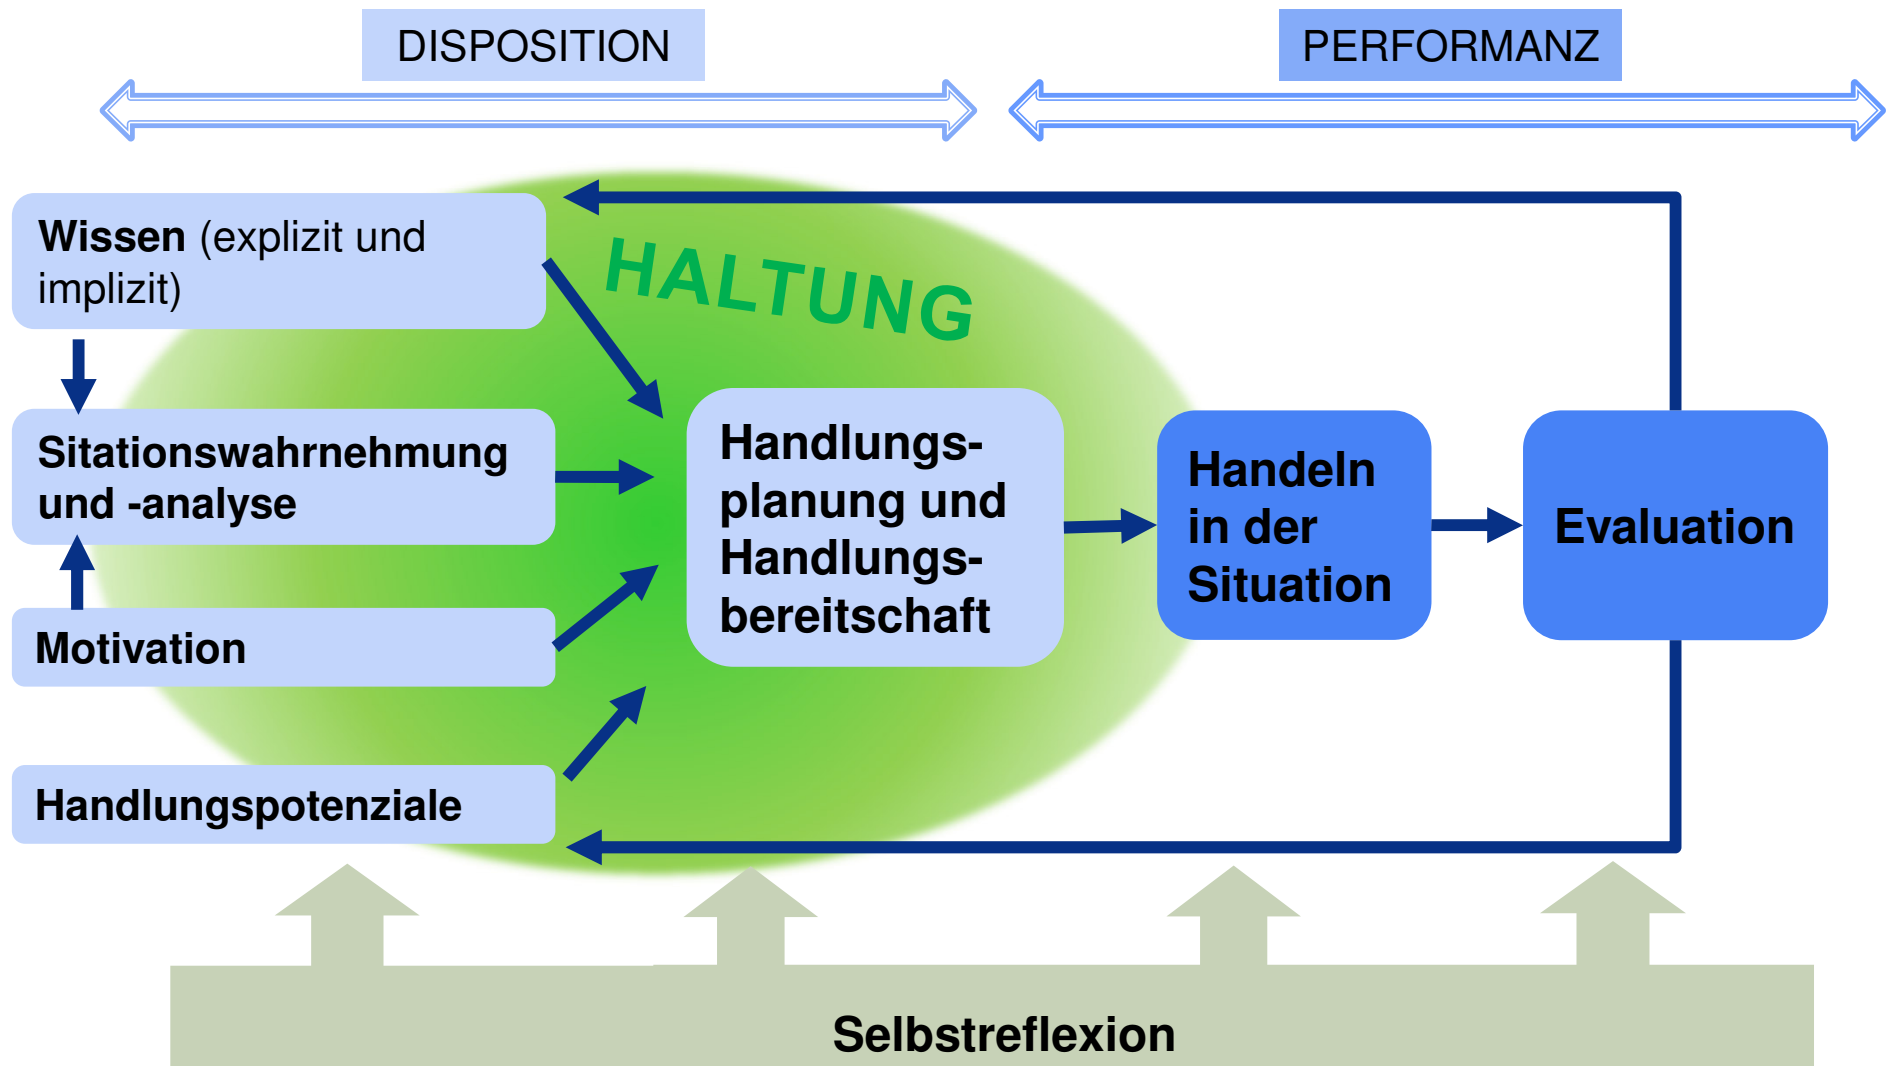 DISPOSITION
PERFORMANZ
Wissen (explizit und
implizit)
HALTUNG
Sitationswahrnehmung
und -analyse
Motivation
Handlungspotenziale
Handlungs-
planung und
Handlungs-
bereitschaft
Handeln
in der
Situation
Evaluation
Selbstreflexion